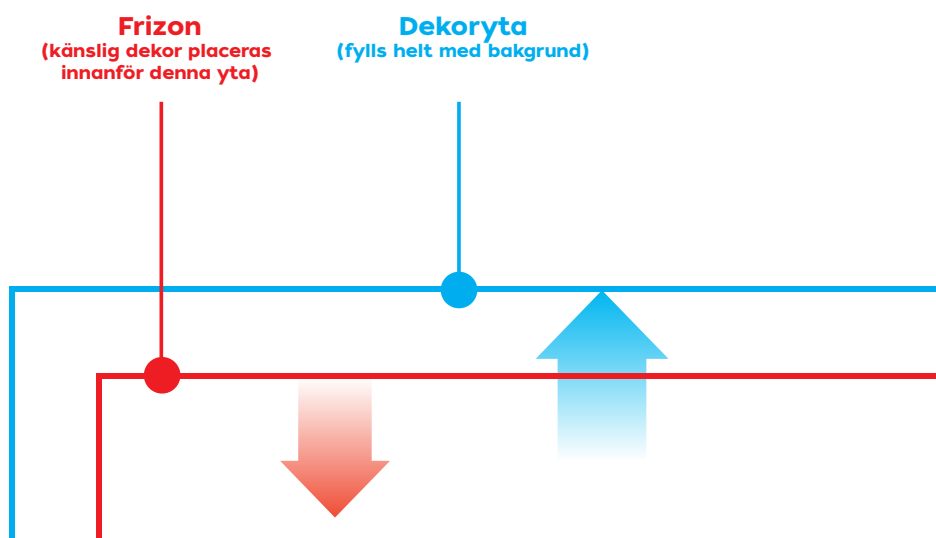 Frizon
(känslig dekor placeras
innanför denna yta)
Dekoryta
(fylls helt med bakgrund)